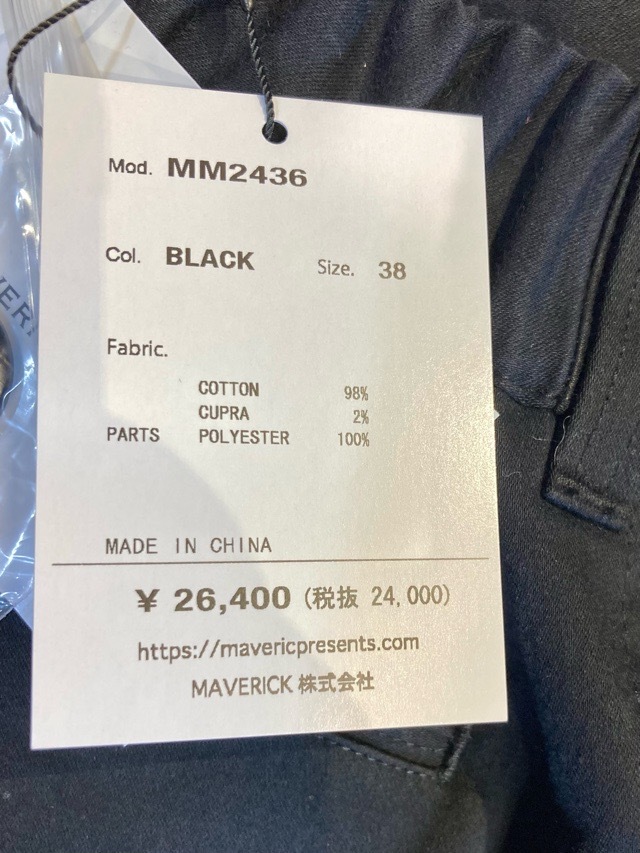 Mod. MM2436
Col. BLACK Size. 38
Fabric.
COTTON 98%
CUPRA 2%
PARTS POLYESTER 100%
MADE IN CHINA
¥ 26,400 (税抜 24,000)
https://mavericpresents.com
MAVERICK 株式会社